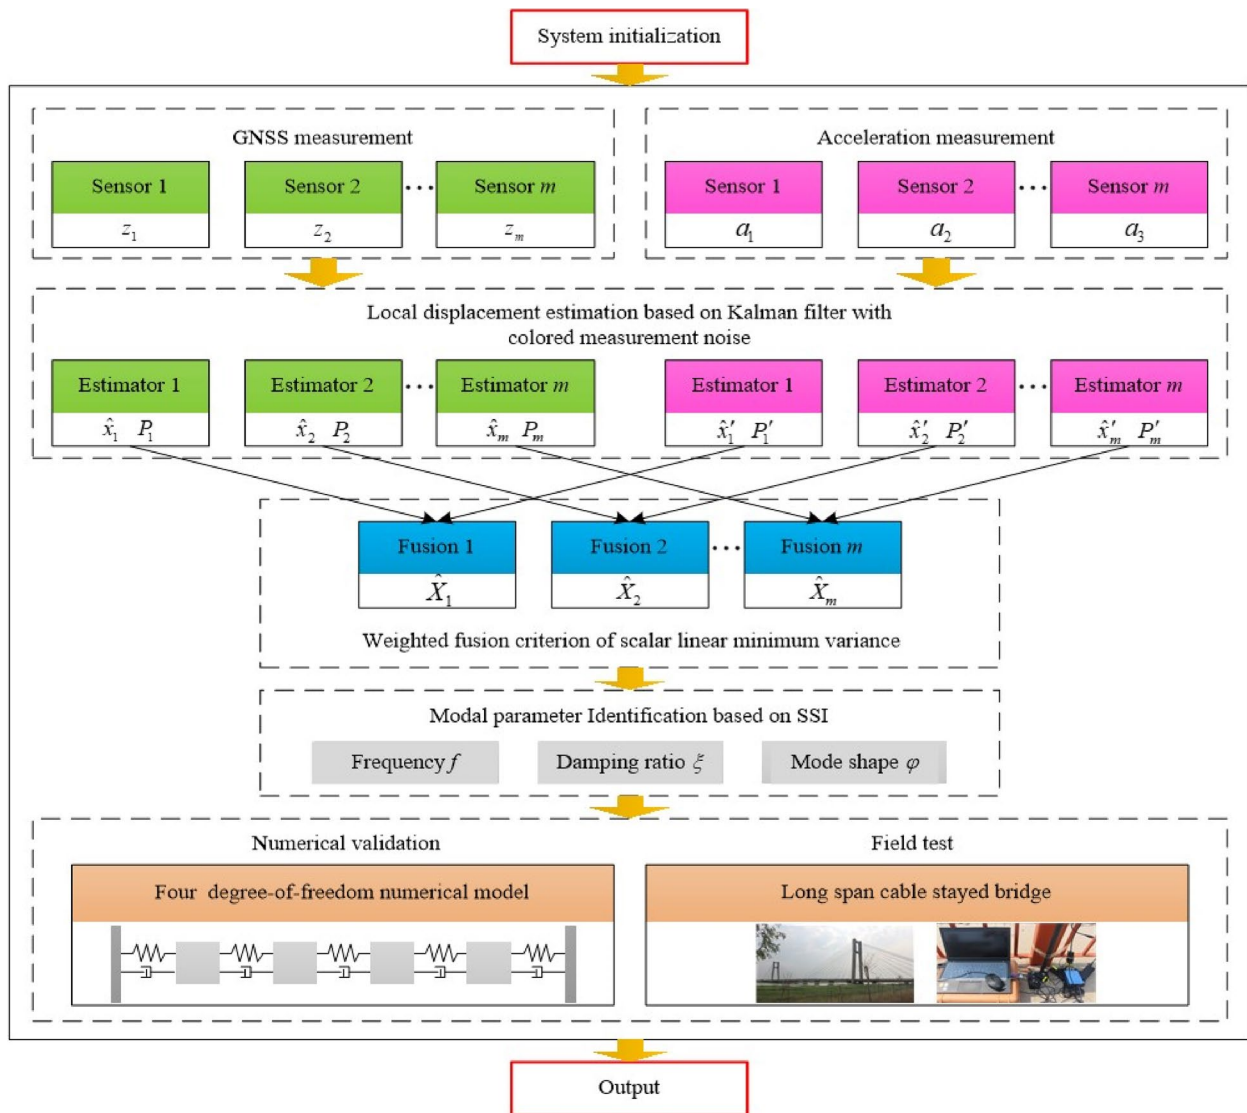 System initialization
GNSS measurement
Acceleration measurement
Sensor 1
Sensor 2
...
Sensor m
Sensor 1
Sensor 2
...
Sensor m
z₁
z₂
zₘ
a₁
a₂
a₃
Local displacement estimation based on Kalman filter with
colored measurement noise
Estimator 1
Estimator 2
...
Estimator m
Estimator 1
Estimator 2
...
Estimator m
x̂₁ P₁
x̂₂ P₂
x̂ₘ Pₘ
x̂′₁ P′₁
x̂′₂ P′₂
x̂′ₘ P′ₘ
Fusion 1
Fusion 2
...
Fusion m
X̂₁
X̂₂
X̂ₘ
Weighted fusion criterion of scalar linear minimum variance
Modal parameter Identification based on SSI
Frequency f
Damping ratio ξ
Mode shape φ
Numerical validation
Field test
Four degree-of-freedom numerical model
Long span cable stayed bridge
Output